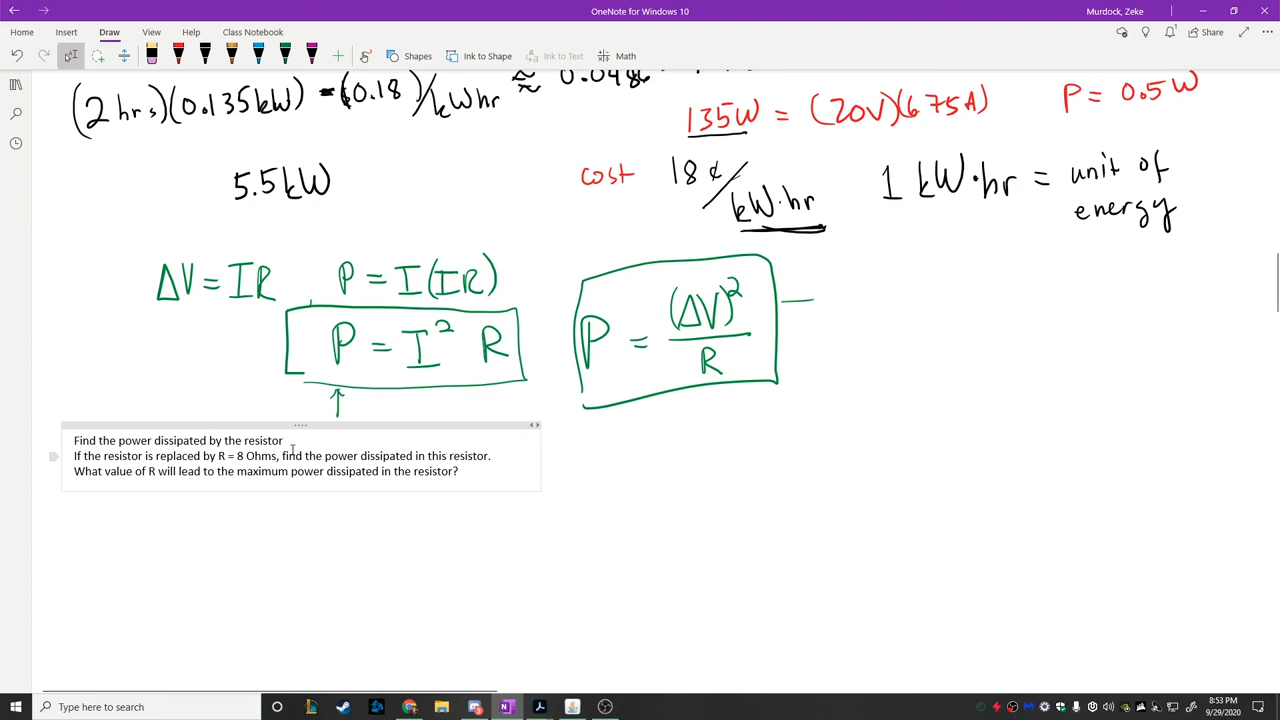 OneNote for Windows 10
Murdock, Zeke
Home Insert Draw View Help Class Notebook
Share
Shapes Ink to Shape Ink to Text Math
(2 hrs)(0.135kW) (0.18)/kWhr ≈
P = 0.5W
135W = (20V)(6.75A)
5.5kW
cost 18¢/kW·hr
1 kW·hr = unit of energy
ΔV = IR P = I(IR)
P = I² R
P = (ΔV)²/R
Find the power dissipated by the resistor
If the resistor is replaced by R = 8 Ohms, find the power dissipated in this resistor.
What value of R will lead to the maximum power dissipated in the resistor?
Type here to search
8:53 PM
9/29/2020